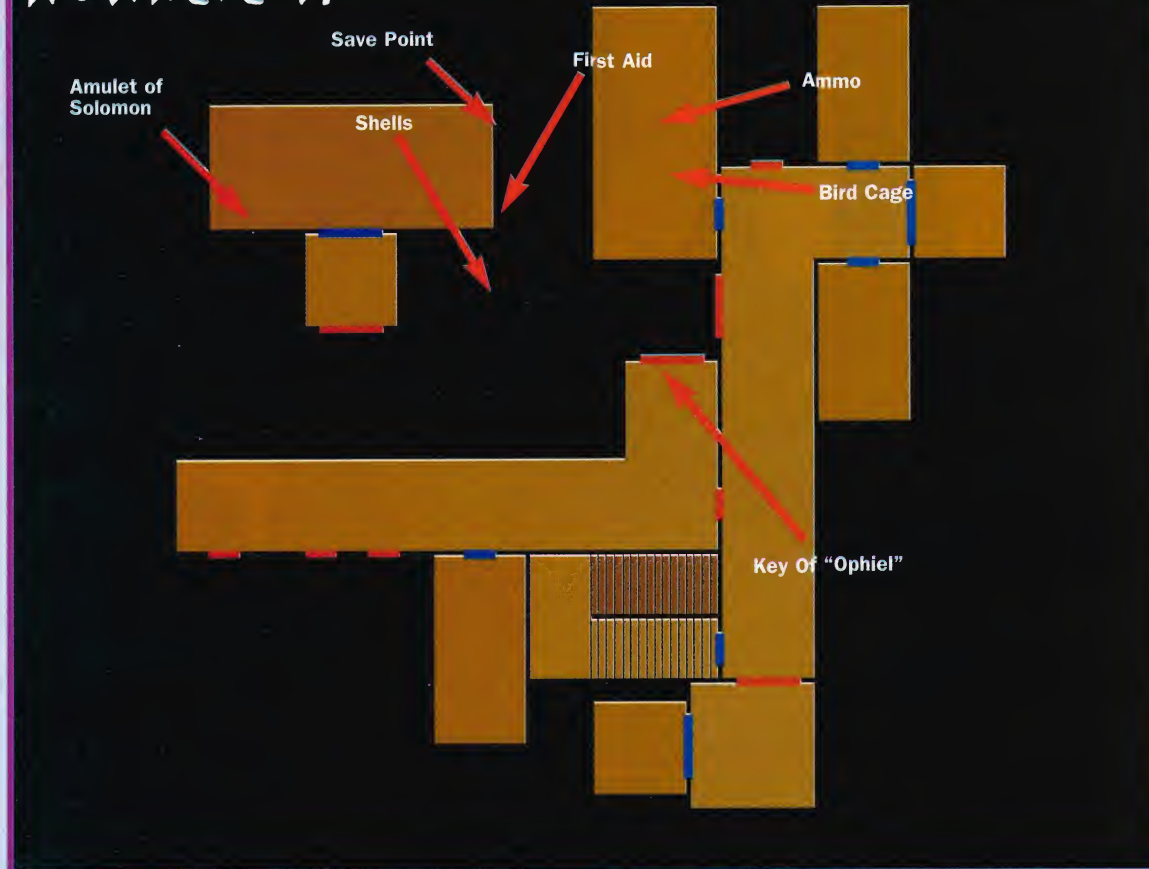 Save Point
First Aid
Amulet of
Solomon
Shells
Ammo
Bird Cage
Key Of “Ophiel”